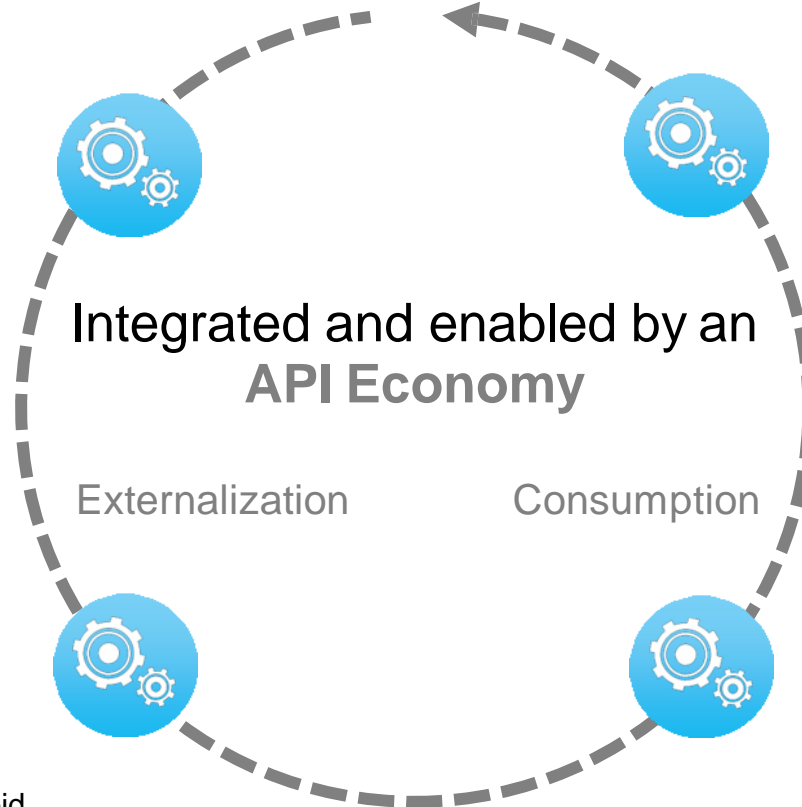 Integrated and enabled by an
API Economy
Externalization Consumption